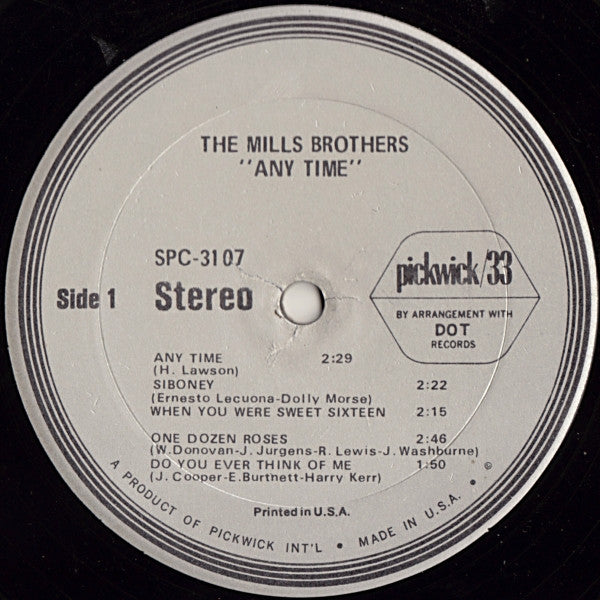 THE MILLS BROTHERS
"ANY TIME"
SPC-3107
Side 1 Stereo
pickwick/33
BY ARRANGEMENT WITH
DOT
RECORDS
ANY TIME 2:29
(H. Lawson)
SIBONEY 2:22
(Ernesto Lecuona-Dolly Morse)
WHEN YOU WERE SWEET SIXTEEN 2:15
ONE DOZEN ROSES 2:46
(W.Donovan-J. Jurgens-R. Lewis-J. Washburne)
DO YOU EVER THINK OF ME 1:50
(J. Cooper-E.Burtnett-Harry Kerr)
Printed in U.S.A.
A PRODUCT OF PICKWICK INT'L • MADE IN U.S.A. • ©